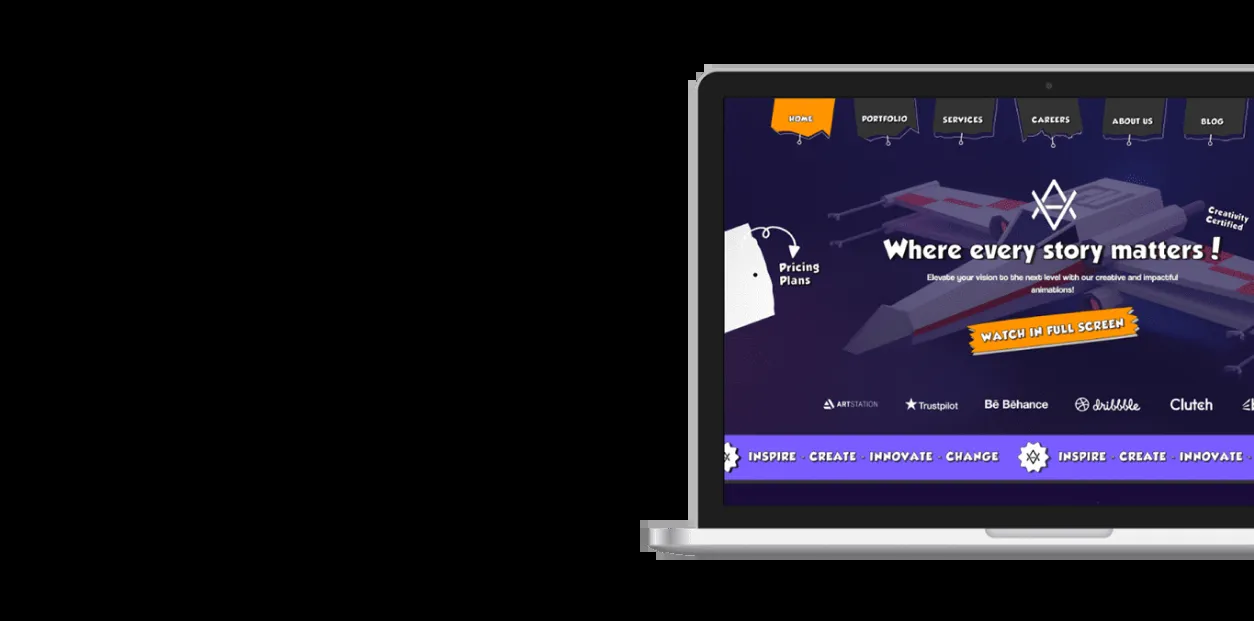 HOME PORTFOLIO SERVICES CAREERS ABOUT US BLOG
Creativity
Certified
Where every story matters!
Pricing
Plans
Elevate your vision to the next level with our creative and impactful
animations!
WATCH IN FULL SCREEN
ARTSTATION Trustpilot Bē Bēhance dribbble Clutch
INSPIRE - CREATE - INNOVATE - CHANGE INSPIRE - CREATE - INNOVATE -